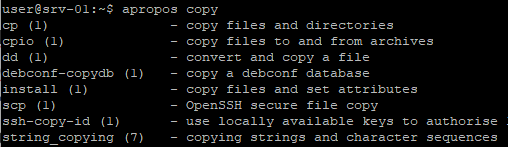 user@srv-01:~$ apropos copy
cp (1)               - copy files and directories
cpio (1)             - copy files to and from archives
dd (1)               - convert and copy a file
debconf-copydb (1)   - copy a debconf database
install (1)          - copy files and set attributes
scp (1)              - OpenSSH secure file copy
ssh-copy-id (1)      - use locally available keys to authorise
string_copying (7)   - copying strings and character sequences